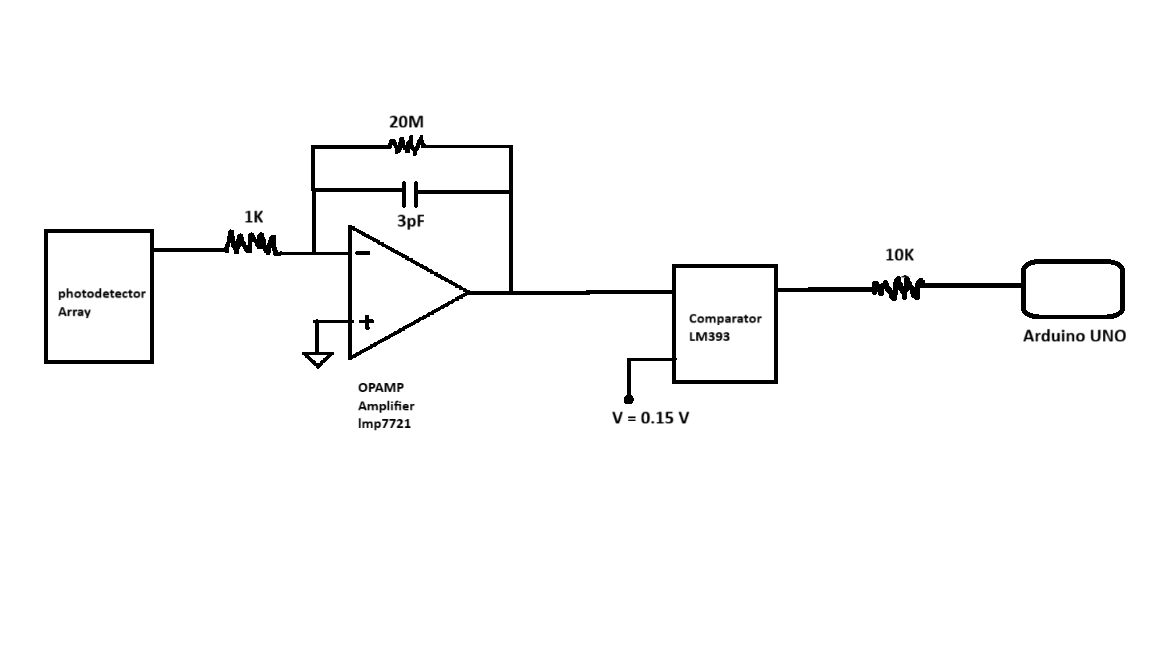 20M
3pF
1K
photodetector
Array
-
+
OPAMP
Amplifier
lmp7721
Comparator
LM393
V = 0.15 V
10K
Arduino UNO